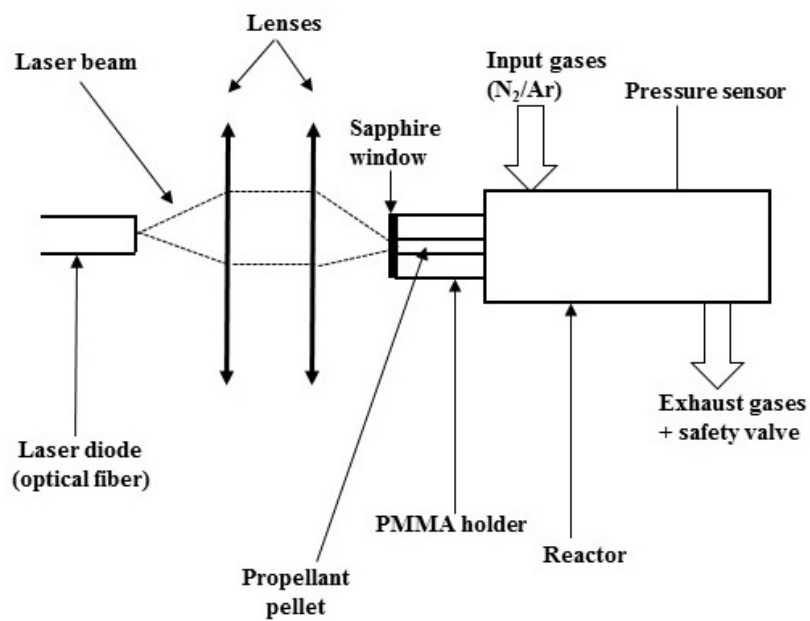 Lenses
Laser beam
Input gases
(N₂/Ar)
Pressure sensor
Sapphire
window
Laser diode
(optical fiber)
Exhaust gases
+ safety valve
PMMA holder
Reactor
Propellant
pellet